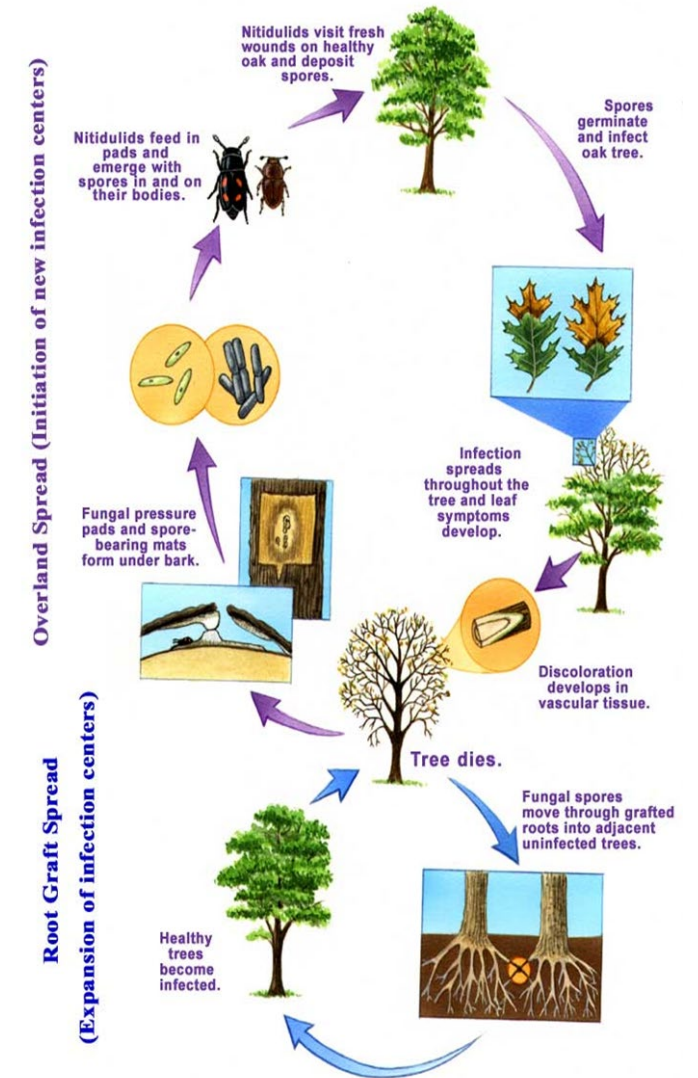 Nitidulids visit fresh
wounds on healthy
oak and deposit
spores.
Spores
germinate
and infect
oak tree.
Nitidulids feed in
pads and
emerge with
spores in and on
their bodies.
Overland Spread (Initiation of new infection centers)
Infection
spreads
throughout the
tree and leaf
symptoms
develop.
Fungal pressure
pads and spore-
bearing mats
form under bark.
Discoloration
develops in
vascular tissue.
Tree dies.
Fungal spores
move through grafted
roots into adjacent
uninfected trees.
Root Graft Spread
(Expansion of infection centers)
Healthy
trees
become
infected.